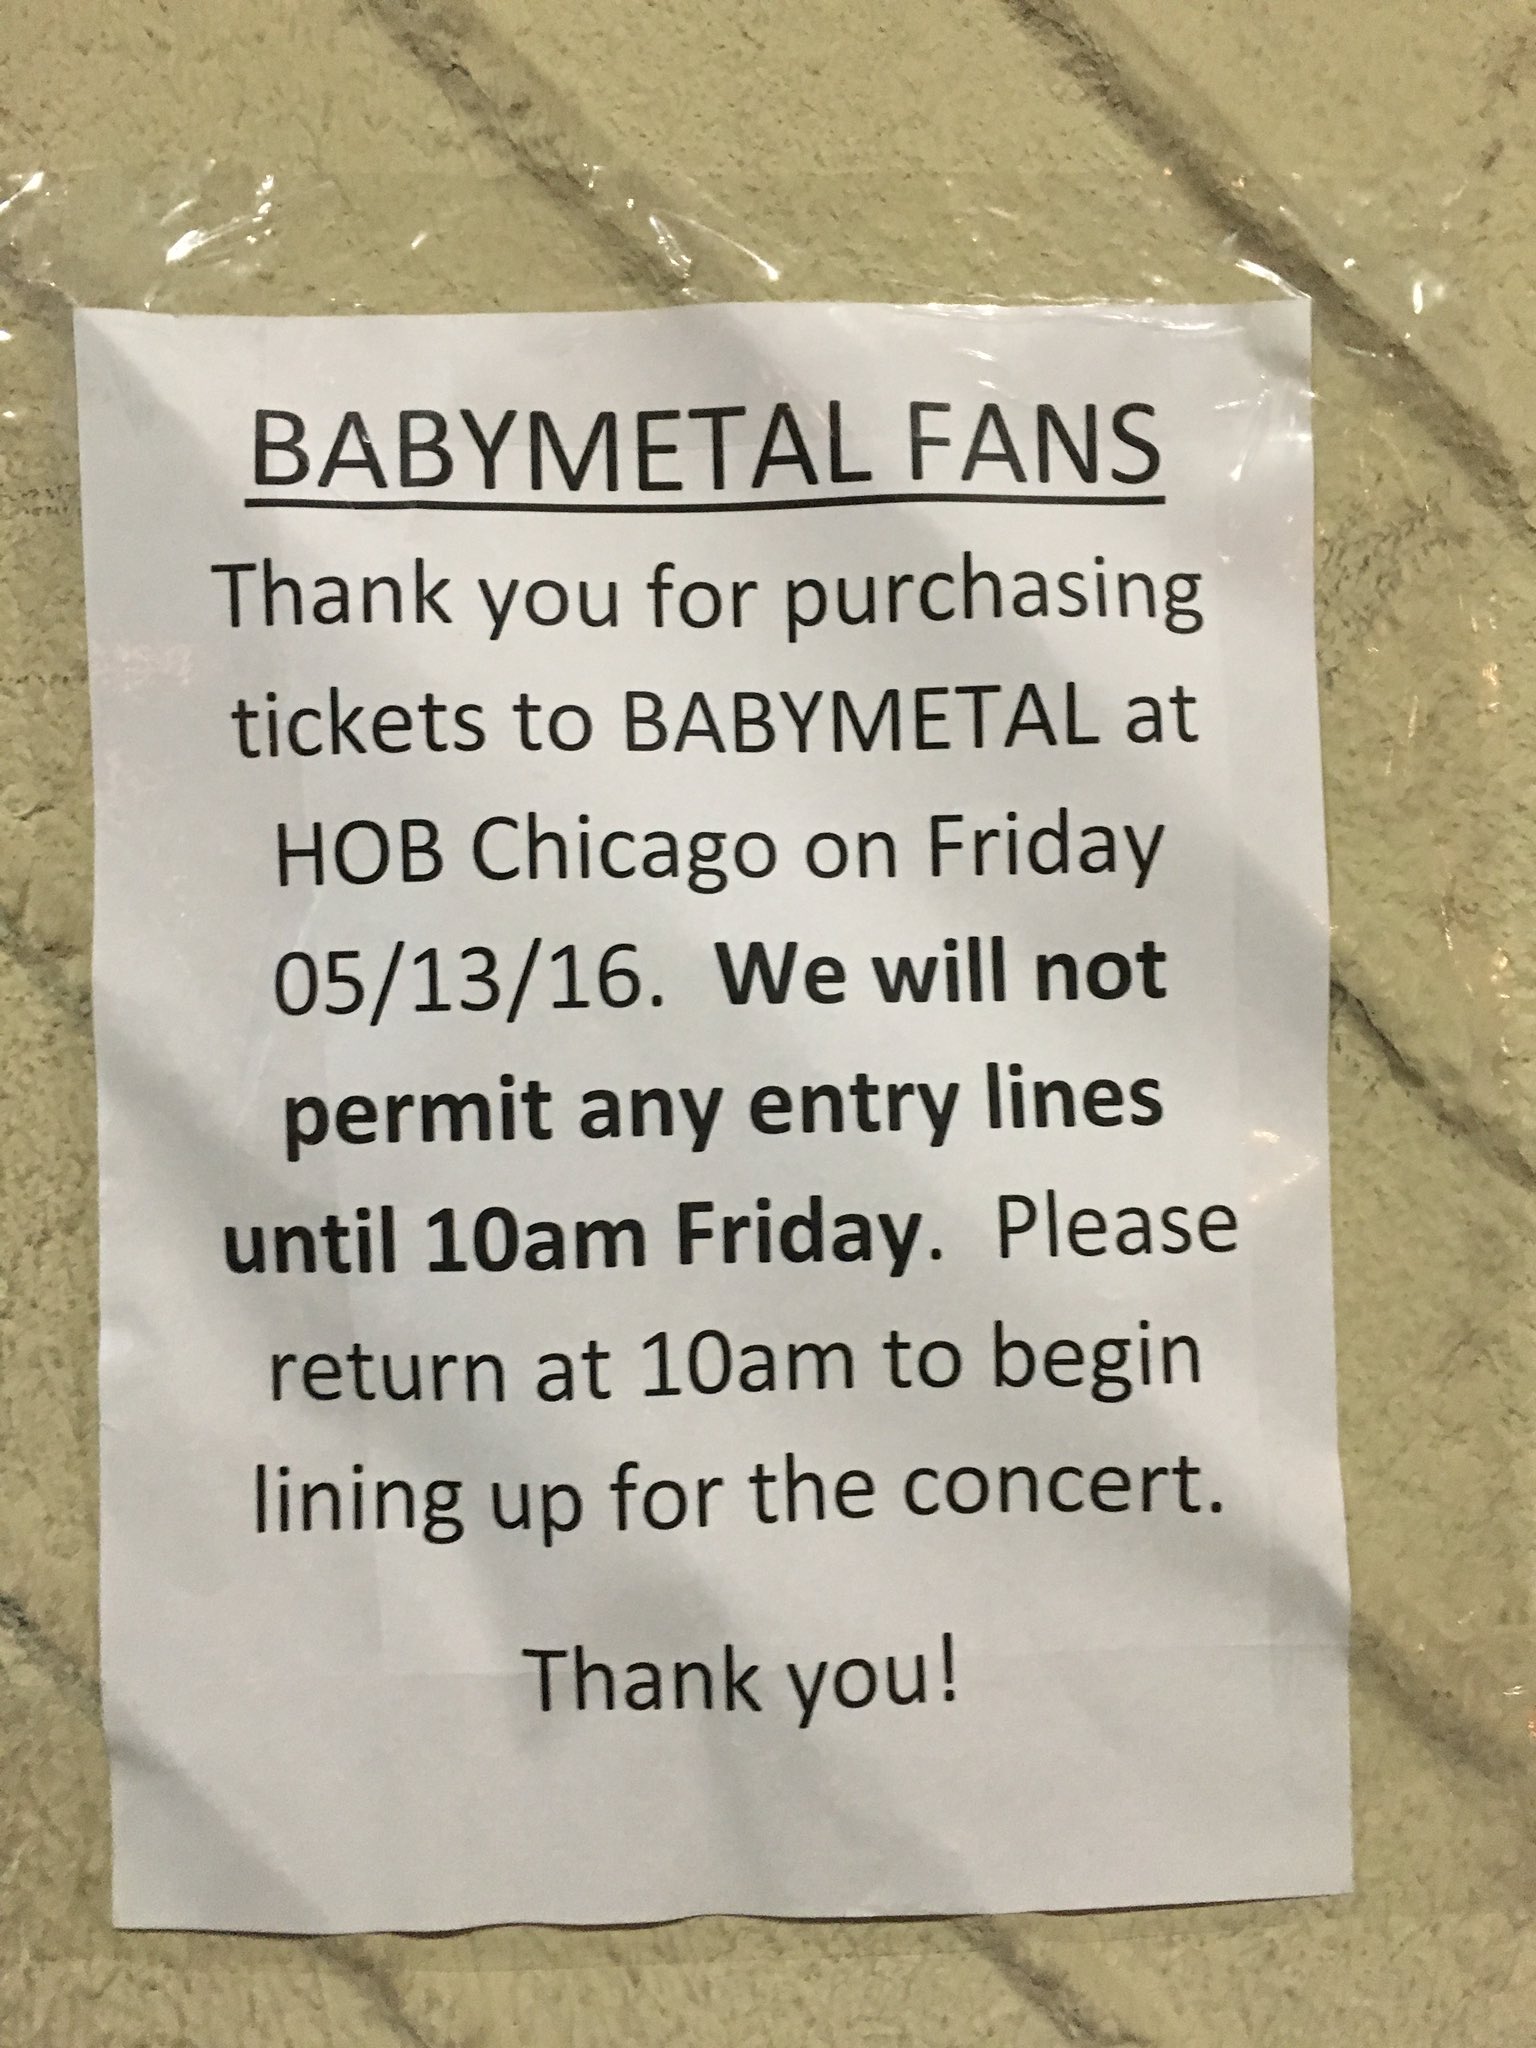 BABYMETAL FANS
Thank you for purchasing
tickets to BABYMETAL at
HOB Chicago on Friday
05/13/16.  We will not
permit any entry lines
until 10am Friday.  Please
return at 10am to begin
lining up for the concert.
Thank you!